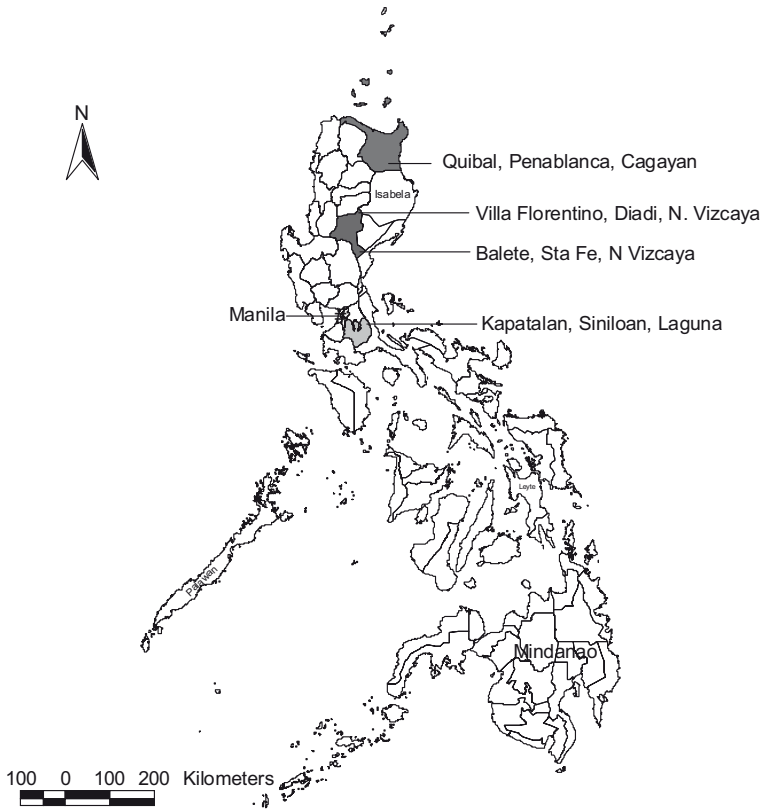 N
Quibal, Penablanca, Cagayan
Isabela
Villa Florentino, Diadi, N. Vizcaya
Balete, Sta Fe, N Vizcaya
Manila
Kapatalan, Siniloan, Laguna
Leyte
Palawan
Mindanao
100 0 100 200 Kilometers